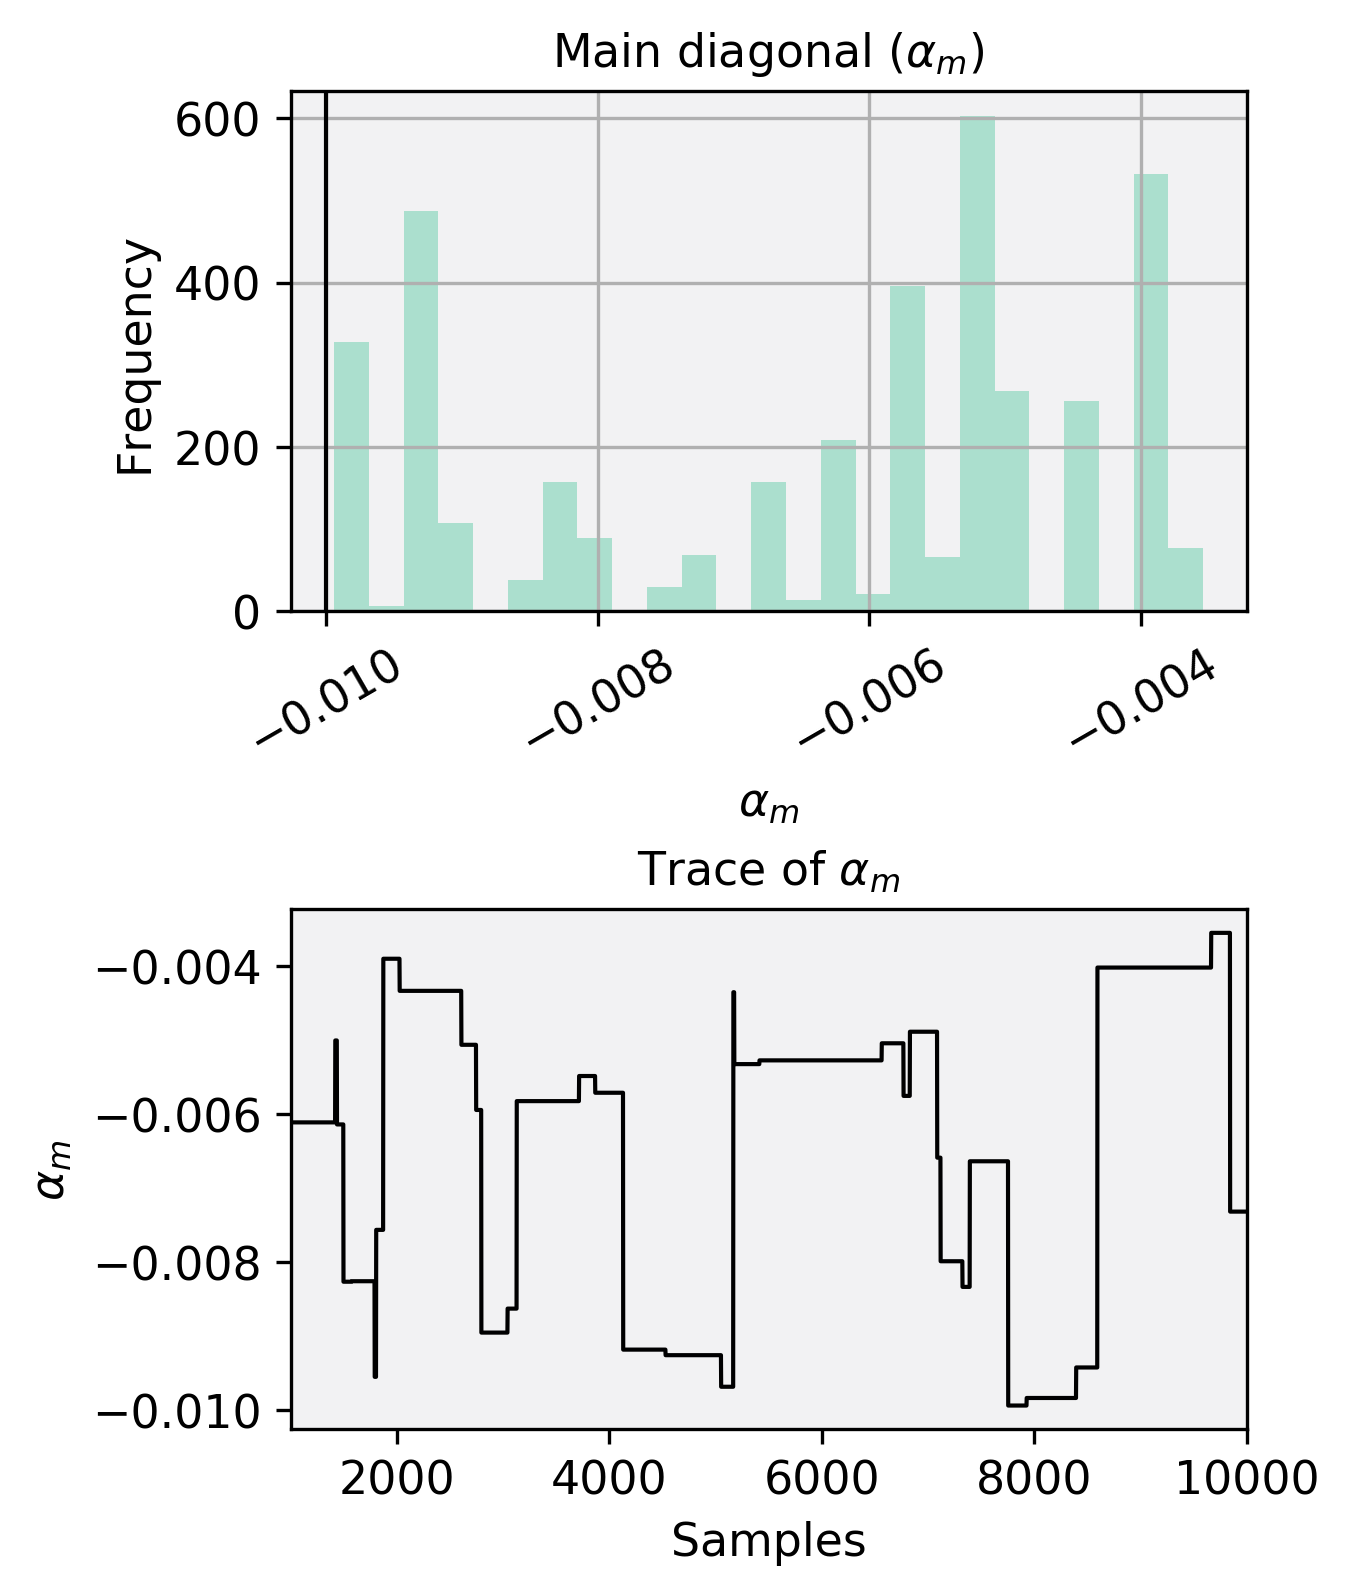 Main diagonal (αₘ)
600
400
200
0
Frequency
−0.010 −0.008 −0.006 −0.004
αₘ
Trace of αₘ
−0.004
−0.006
−0.008
−0.010
αₘ
2000 4000 6000 8000 10000
Samples